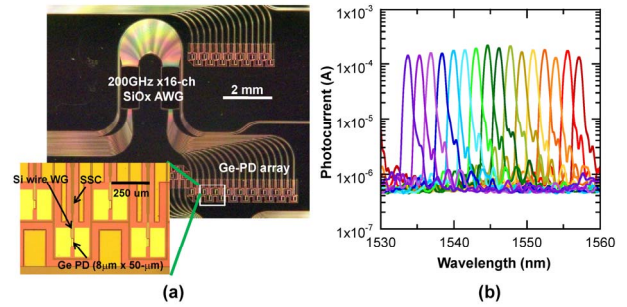 (a)
200GHz x16-ch
SiOx AWG
2 mm
Ge-PD array
Si wire WG
SSC
250 um
Ge PD (8μm x 50-μm)
(a)
(b)
Photocurrent (A)
1x10-3
1x10-4
1x10-5
1x10-6
1x10-7
1530
1540
1550
1560
Wavelength (nm)
(b)